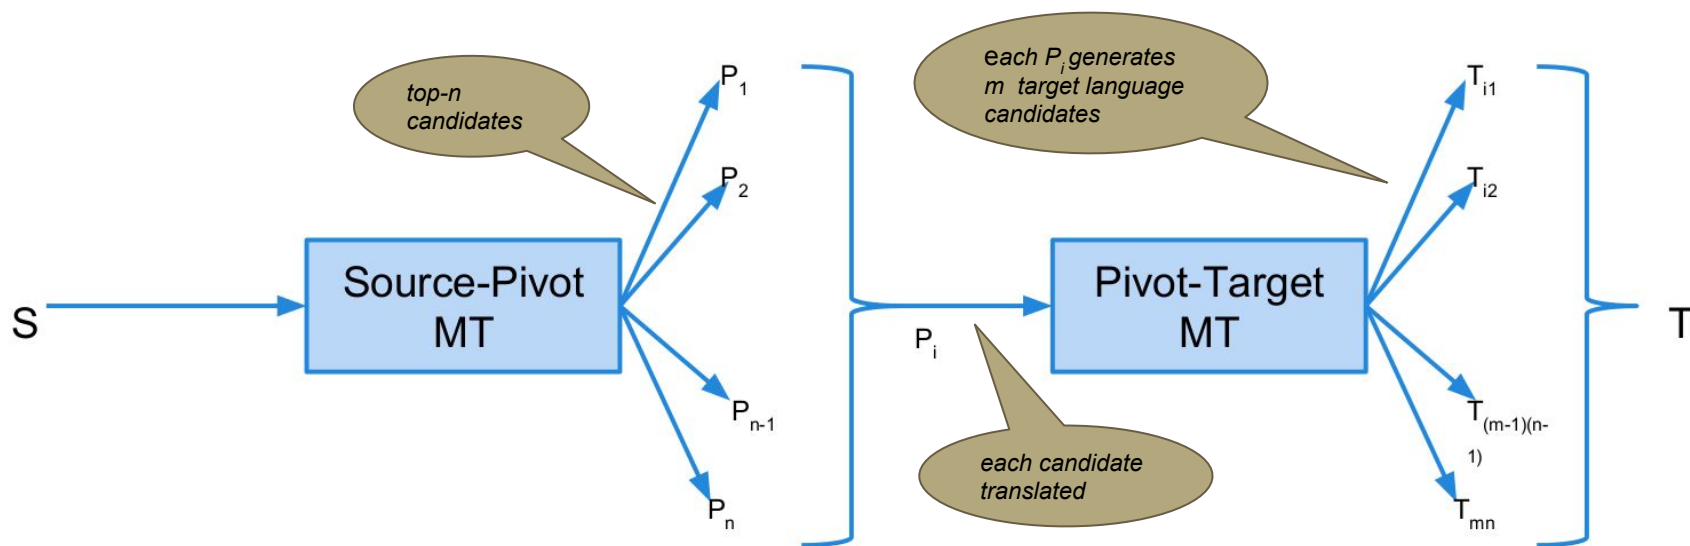 S
Source-Pivot
MT
top-n
candidates
P1
P2
Pn-1
Pn
Pi
each candidate
translated
Pivot-Target
MT
each Pi generates
m target language
candidates
Ti1
Ti2
T(m-1)(n-
1)
Tmn
T